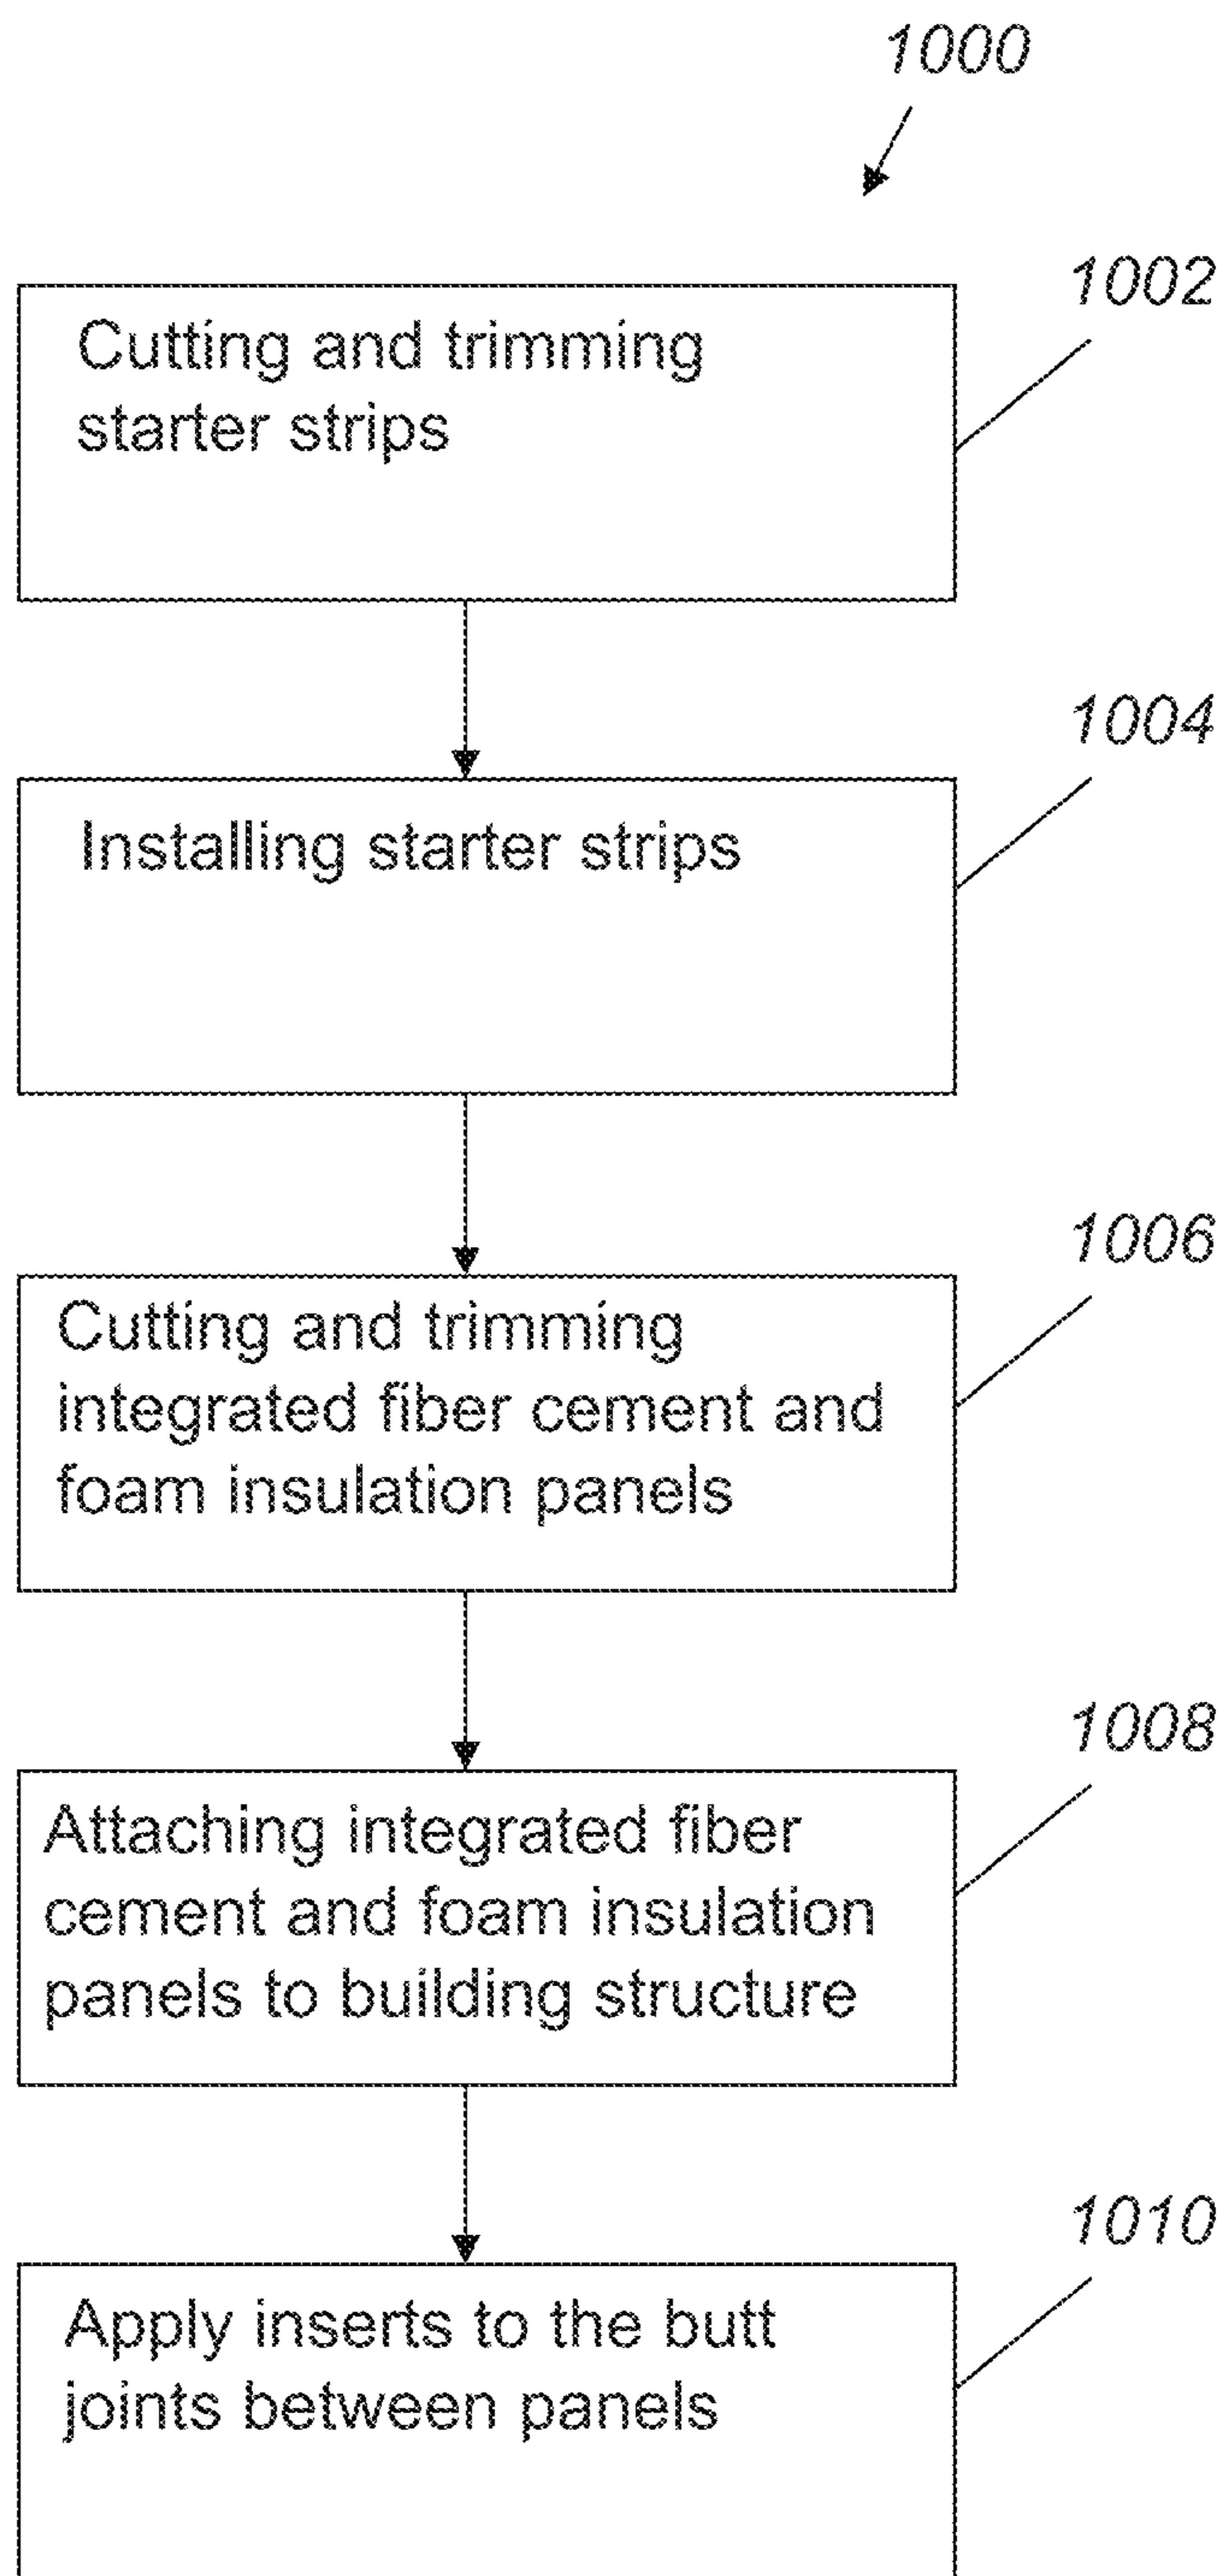 1000
1002
Cutting and trimming
starter strips
1004
Installing starter strips
1006
Cutting and trimming
integrated fiber cement and
foam insulation panels
1008
Attaching integrated fiber
cement and foam insulation
panels to building structure
1010
Apply inserts to the butt
joints between panels